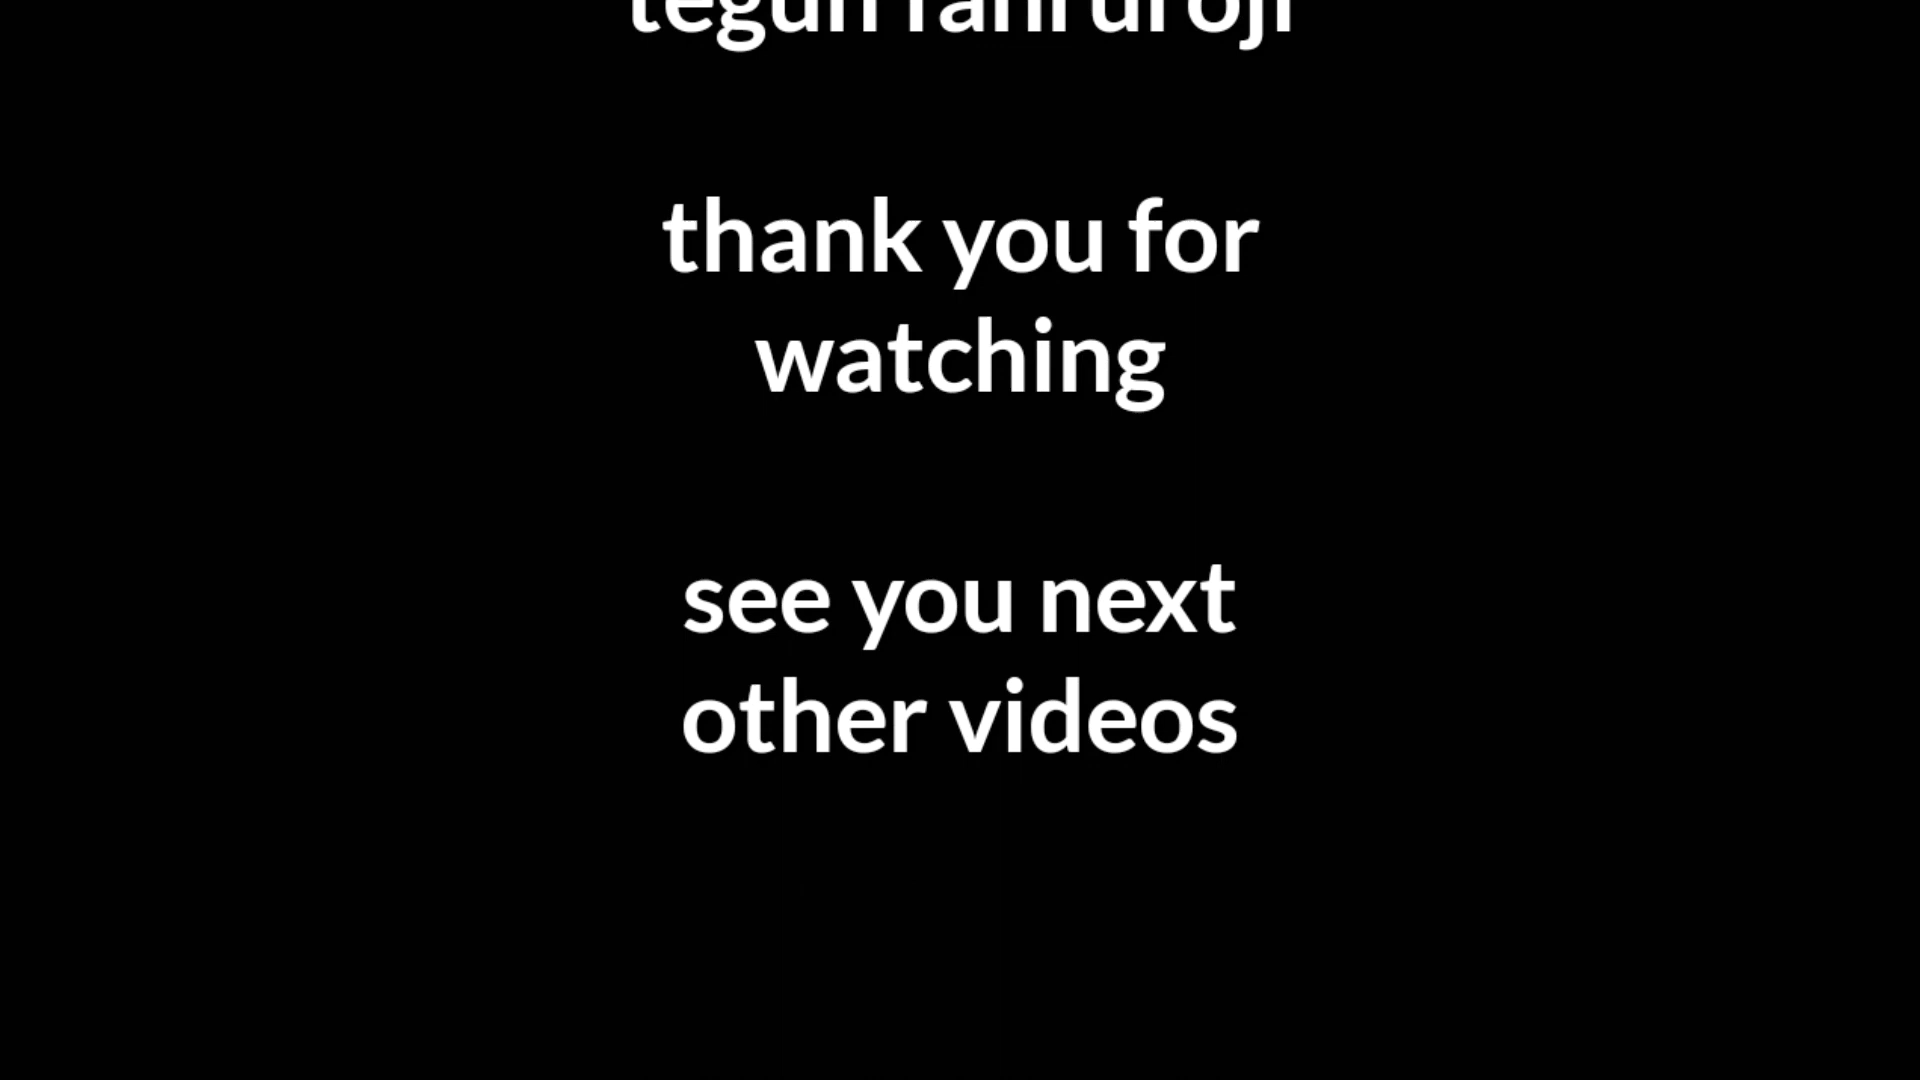 thank you for
watching
see you next
other videos